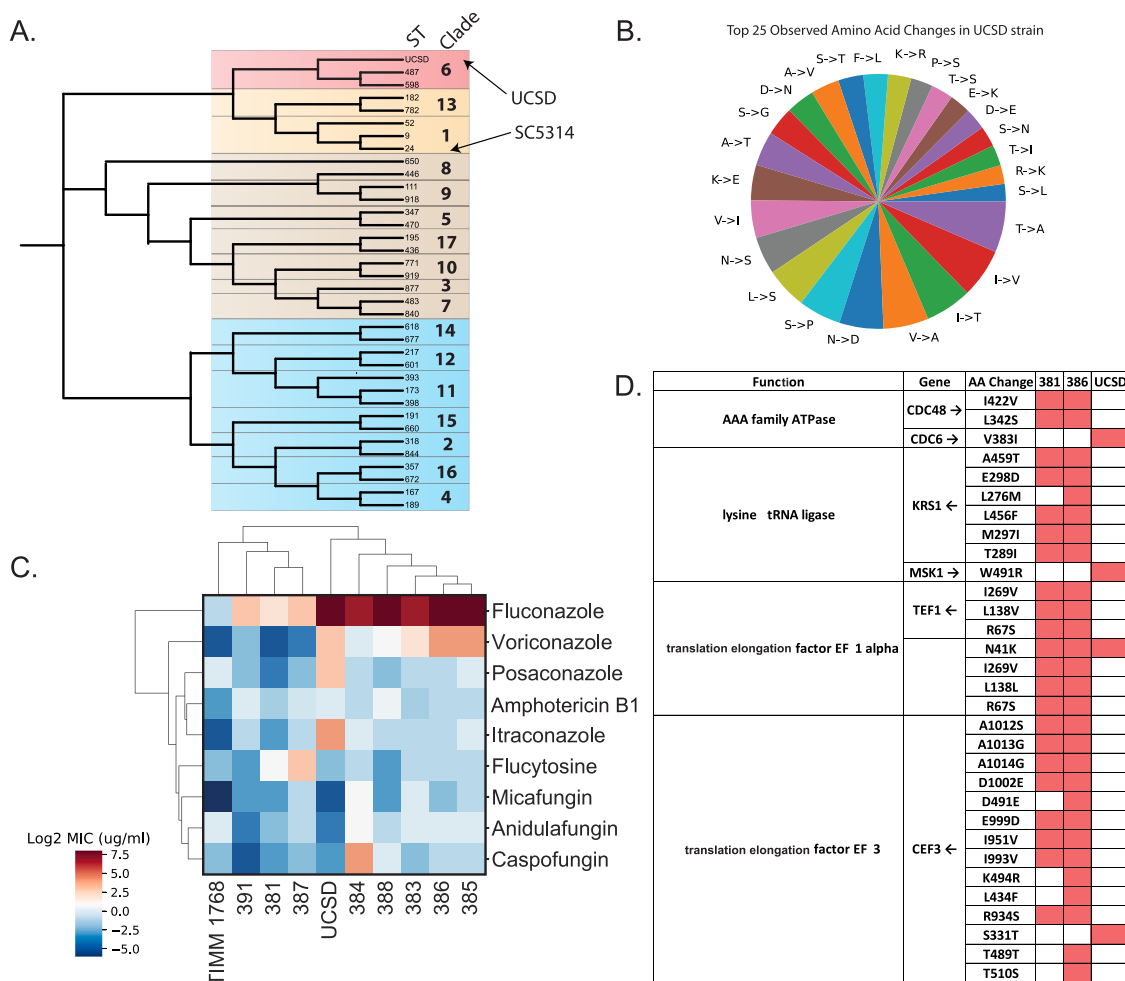 A.
ST
Clade
UCSD
487
598
6
182
782
13
52
9
24
1
650
446
8
111
918
9
347
470
5
195
436
17
771
919
10
877
3
483
840
7
618
677
14
217
601
12
393
173
398
11
191
660
15
318
844
2
357
672
16
167
189
4
UCSD
SC5314
B.
Top 25 Observed Amino Acid Changes in UCSD strain
F->L
K->R
P->S
T->S
E->K
D->E
S->N
T->I
R->K
S->L
T->A
I->V
I->T
V->A
N->D
S->P
L->S
N->S
V->I
K->E
A->T
S->G
D->N
A->V
S->T
C.
Fluconazole
Voriconazole
Posaconazole
Amphotericin B1
Itraconazole
Flucytosine
Micafungin
Anidulafungin
Caspofungin
Log2 MIC (ug/ml)
7.5
5.0
2.5
0.0
−2.5
−5.0
TIMM 1768
391
381
387
UCSD
384
388
383
386
385
D.
Function Gene AA Change 381 386 UCSD
AAA family ATPase
CDC48 →
I422V
L342S
CDC6 → V383I
lysine tRNA ligase
KRS1 ←
A459T
E298D
L276M
L456F
M297I
T289I
MSK1 → W491R
translation elongation factor EF 1 alpha
TEF1 ←
I269V
L138V
R67S
N41K
I269V
L138L
R67S
translation elongation factor EF 3
CEF3 ←
A1012S
A1013G
A1014G
D1002E
D491E
E999D
I951V
I993V
K494R
L434F
R934S
S331T
T489T
T510S